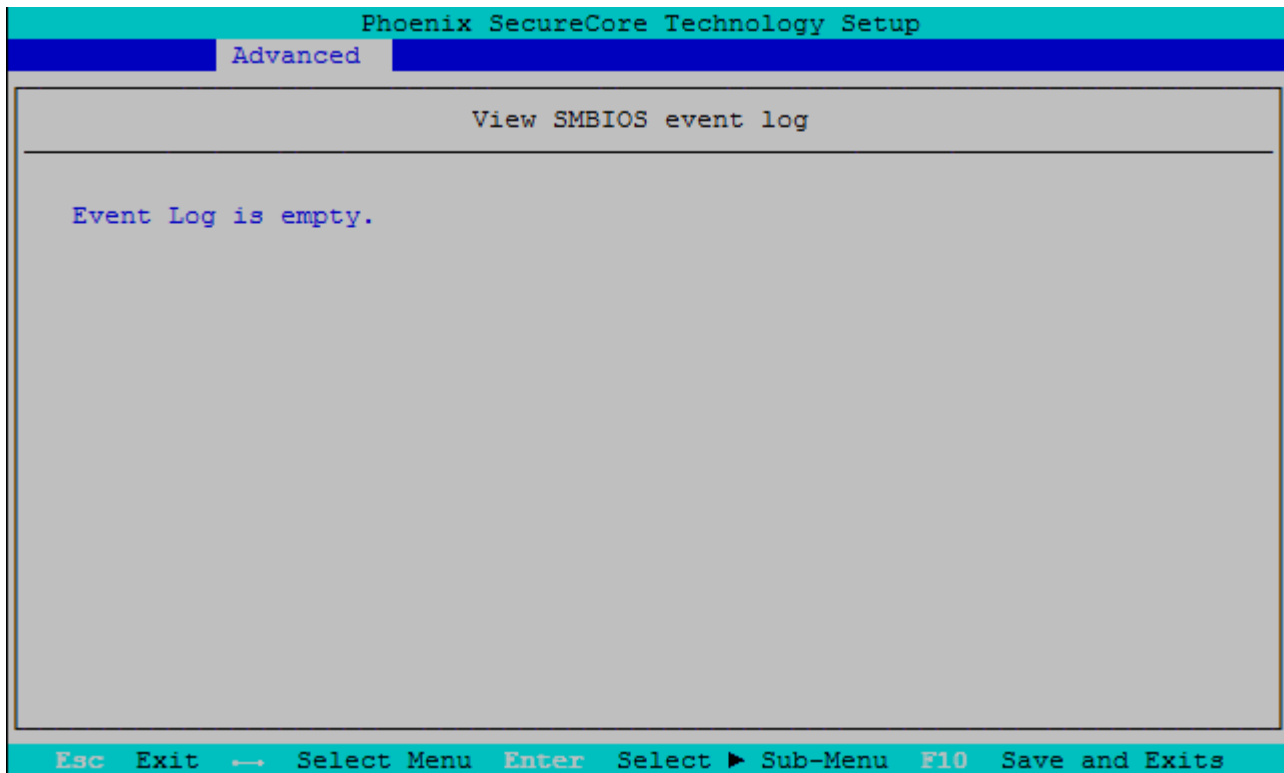 Phoenix SecureCore Technology Setup
Advanced
View SMBIOS event log
Event Log is empty.
Esc Exit ↔ Select Menu Enter Select ▶ Sub-Menu F10 Save and Exits